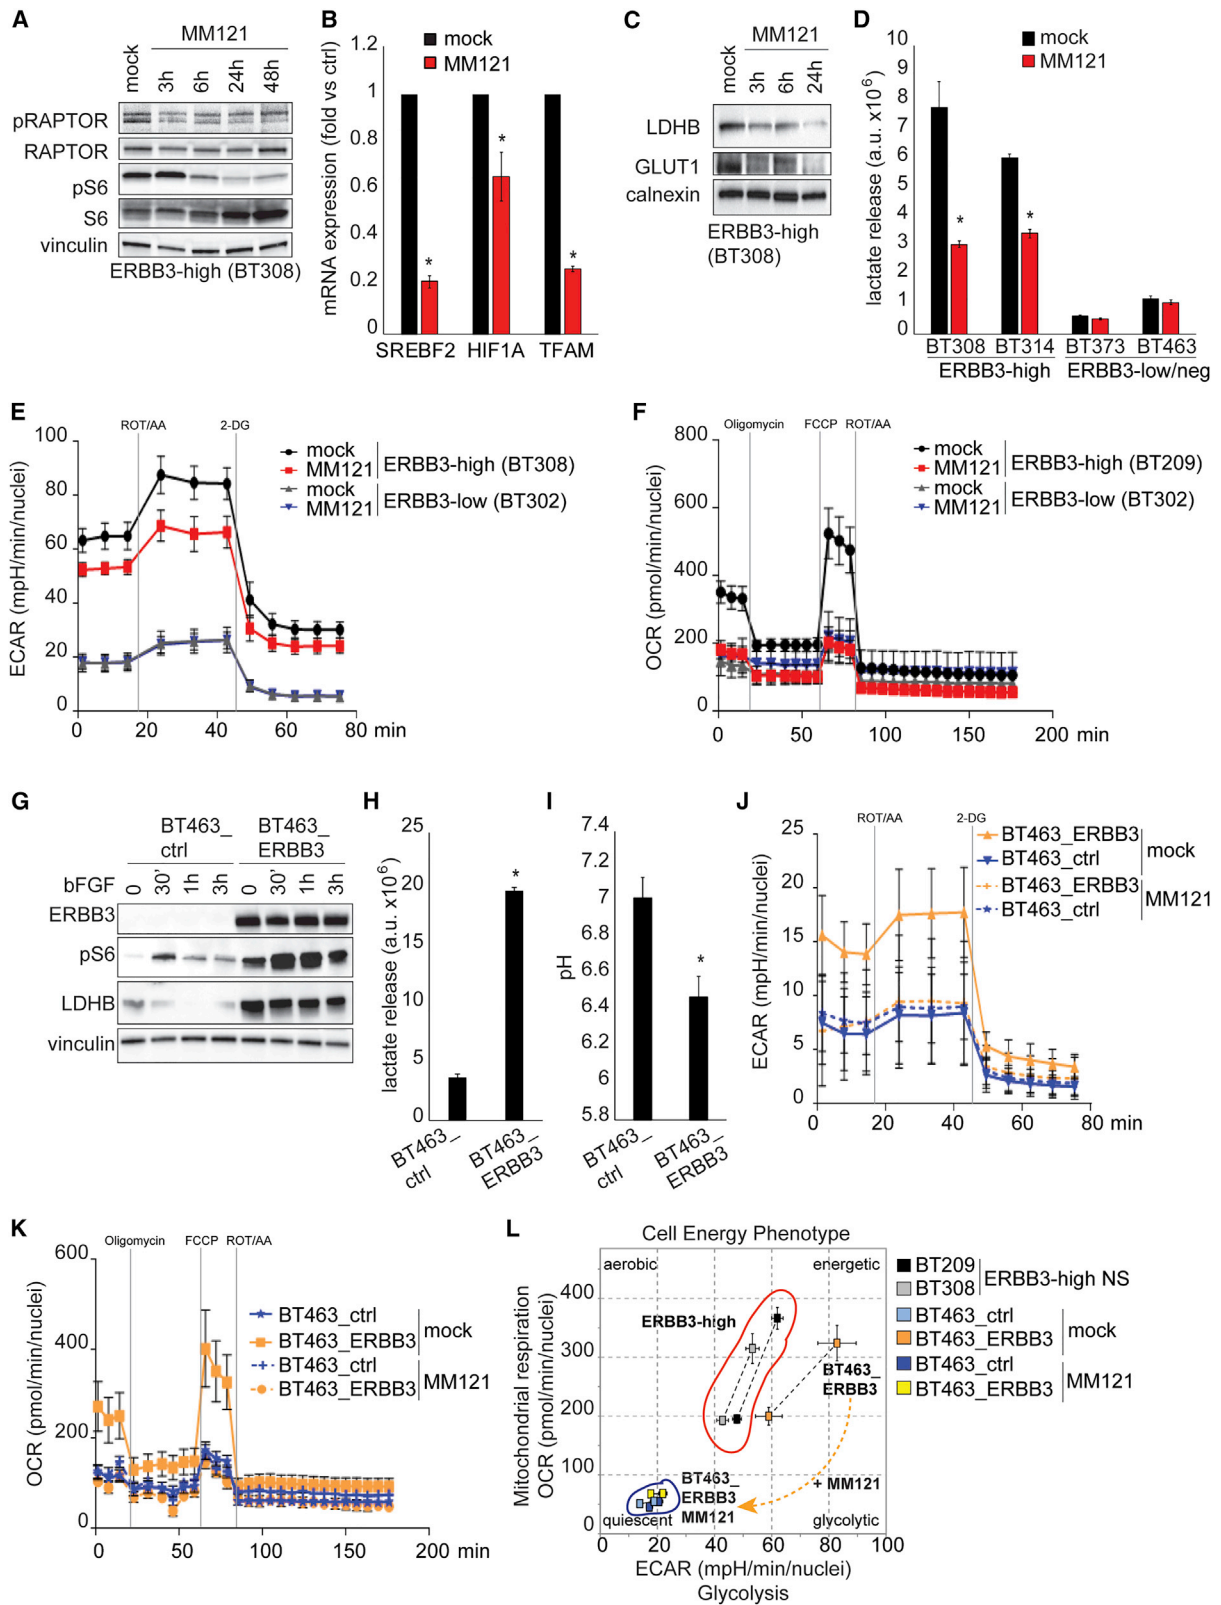 A
MM121
mock
3h
6h
24h
48h
pRAPTOR
RAPTOR
pS6
S6
vinculin
ERBB3-high (BT308)
B
mock
MM121
mRNA expression (fold vs ctrl)
1.2
1
0.8
0.6
0.4
0.2
0
*
*
*
SREBF2 HIF1A TFAM
C
MM121
mock
3h
6h
24h
LDHB
GLUT1
calnexin
ERBB3-high
(BT308)
D
mock
MM121
lactate release (a.u. x10⁶)
10
9
8
7
6
5
4
3
2
1
0
*
*
BT308 BT314 BT373 BT463
ERBB3-high ERBB3-low/neg
E
ROT/AA 2-DG
ECAR (mpH/min/nuclei)
100
80
60
40
20
0
0 20 40 60 80 min
mock
MM121
ERBB3-high (BT308)
mock
MM121
ERBB3-low (BT302)
F
Oligomycin FCCP ROT/AA
OCR (pmol/min/nuclei)
800
600
400
200
0
0 50 100 150 200 min
mock
MM121
ERBB3-high (BT209)
mock
MM121
ERBB3-low (BT302)
G
BT463_
ctrl
BT463_
ERBB3
bFGF 0 30' 1h 3h 0 30' 1h 3h
ERBB3
pS6
LDHB
vinculin
H
lactate release (a.u. x10⁶)
25
20
15
10
5
0
*
BT463_
ctrl
BT463_
ERBB3
I
pH
7.4
7.2
7
6.8
6.6
6.4
6.2
6
5.8
*
BT463_
ctrl
BT463_
ERBB3
J
ROT/AA 2-DG
ECAR (mpH/min/nuclei)
25
20
15
10
5
0
0 20 40 60 80 min
BT463_ERBB3
BT463_ctrl
mock
BT463_ERBB3
BT463_ctrl
MM121
K
Oligomycin FCCP ROT/AA
OCR (pmol/min/nuclei)
600
400
200
0
0 50 100 150 200 min
BT463_ctrl
BT463_ERBB3
mock
BT463_ctrl
BT463_ERBB3
MM121
L
Cell Energy Phenotype
aerobic energetic
Mitochondrial respiration
OCR (pmol/min/nuclei)
400
300
200
100
0
ERBB3-high
BT463_
ERBB3
BT463_
ERBB3
MM121
+ MM121
quiescent glycolytic
0 20 40 60 80 100
ECAR (mpH/min/nuclei)
Glycolysis
BT209
BT308
ERBB3-high NS
BT463_ctrl
BT463_ERBB3
mock
BT463_ctrl
BT463_ERBB3
MM121